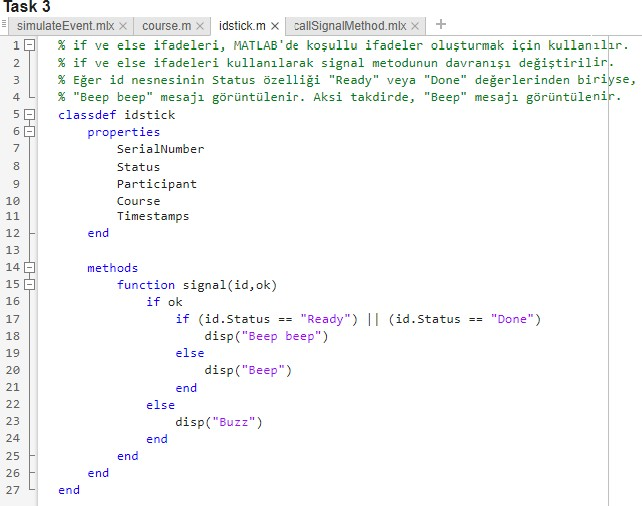 Task 3
simulateEvent.mlx × course.m × idstick.m × callSignalMethod.mlx × +
1 % if ve else ifadeleri, MATLAB'de koşullu ifadeler oluşturmak için kullanılır.
2 % if ve else ifadeleri kullanılarak signal metodunun davranışı değiştirilir.
3 % Eğer id nesnesinin Status özelliği "Ready" veya "Done" değerlerinden biriyse,
4 % "Beep beep" mesajı görüntülenir. Aksi takdirde, "Beep" mesajı görüntülenir.
5 classdef idstick
6 properties
7 SerialNumber
8 Status
9 Participant
10 Course
11 Timestamps
12 end
13
14 methods
15 function signal(id,ok)
16 if ok
17 if (id.Status == "Ready") || (id.Status == "Done")
18 disp("Beep beep")
19 else
20 disp("Beep")
21 end
22 else
23 disp("Buzz")
24 end
25 end
26 end
27 end